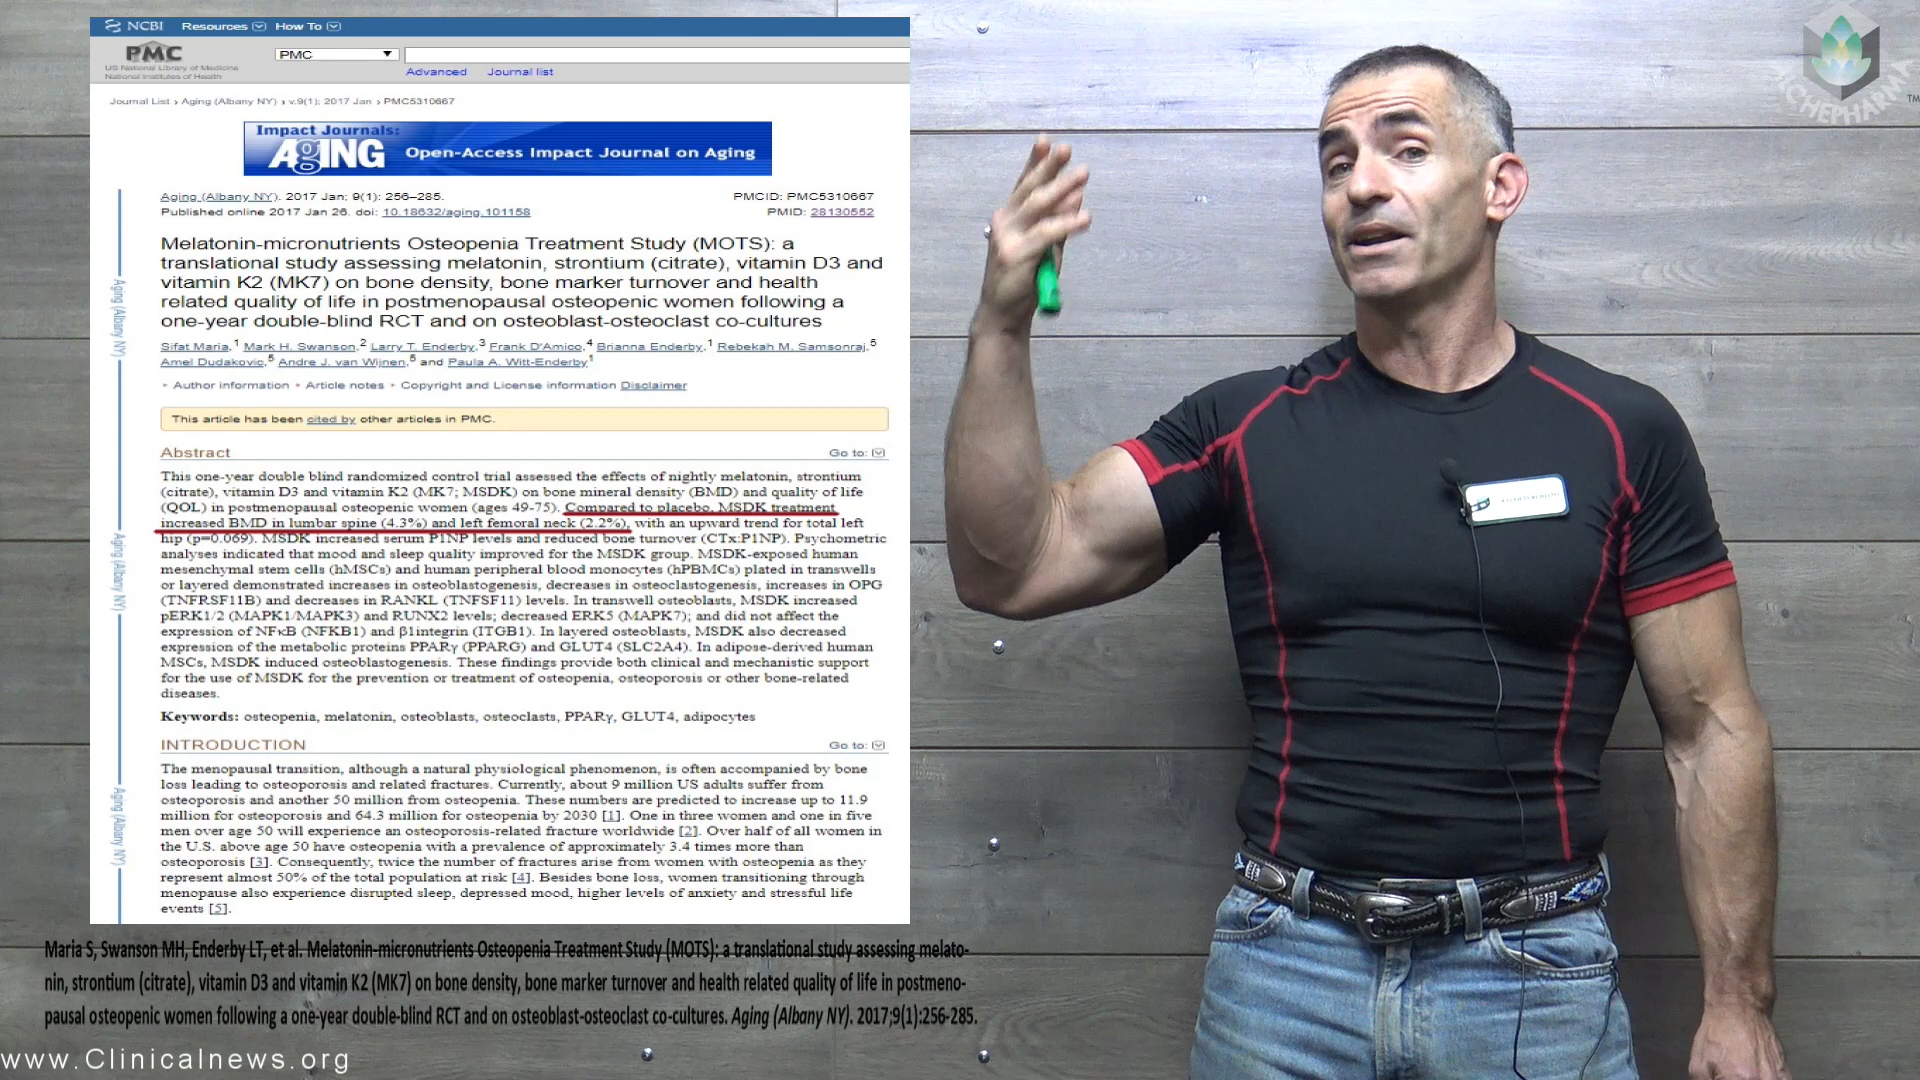 NCBI Resources How To
PMC
US National Library of Medicine
National Institutes of Health
PMC
Advanced Journal list
Journal List › Aging (Albany NY) › v.9(1); 2017 Jan › PMC5310667
Impact Journals:
AgING Open-Access Impact Journal on Aging
Aging (Albany NY). 2017 Jan; 9(1): 256–285. PMCID: PMC5310667
Published online 2017 Jan 26. doi: 10.18632/aging.101158 PMID: 28130552
Melatonin-micronutrients Osteopenia Treatment Study (MOTS): a
translational study assessing melatonin, strontium (citrate), vitamin D3 and
vitamin K2 (MK7) on bone density, bone marker turnover and health
related quality of life in postmenopausal osteopenic women following a
one-year double-blind RCT and on osteoblast-osteoclast co-cultures
Sifat Maria,1 Mark H. Swanson,2 Larry T. Enderby,3 Frank D'Amico,4 Brianna Enderby,1 Rebekah M. Samsonraj,5
Amel Dudakovic,5 Andre J. van Wijnen,5 and Paula A. Witt-Enderby1
Author information • Article notes • Copyright and License information Disclaimer
This article has been cited by other articles in PMC.
Abstract Go to:
This one-year double blind randomized control trial assessed the effects of nightly melatonin, strontium
(citrate), vitamin D3 and vitamin K2 (MK7; MSDK) on bone mineral density (BMD) and quality of life
(QOL) in postmenopausal osteopenic women (ages 49-75). Compared to placebo, MSDK treatment
increased BMD in lumbar spine (4.3%) and left femoral neck (2.2%), with an upward trend for total left
hip (p=0.069). MSDK increased serum P1NP levels and reduced bone turnover (CTx:P1NP). Psychometric
analyses indicated that mood and sleep quality improved for the MSDK group. MSDK-exposed human
mesenchymal stem cells (hMSCs) and human peripheral blood monocytes (hPBMCs) plated in transwells
or layered demonstrated increases in osteoblastogenesis, decreases in osteoclastogenesis, increases in OPG
(TNFRSF11B) and decreases in RANKL (TNFSF11) levels. In transwell osteoblasts, MSDK increased
pERK1/2 (MAPK1/MAPK3) and RUNX2 levels; decreased ERK5 (MAPK7); and did not affect the
expression of NFκB (NFKB1) and β1integrin (ITGB1). In layered osteoblasts, MSDK also decreased
expression of the metabolic proteins PPARγ (PPARG) and GLUT4 (SLC2A4). In adipose-derived human
MSCs, MSDK induced osteoblastogenesis. These findings provide both clinical and mechanistic support
for the use of MSDK for the prevention or treatment of osteopenia, osteoporosis or other bone-related
diseases.
Keywords: osteopenia, melatonin, osteoblasts, osteoclasts, PPARγ, GLUT4, adipocytes
INTRODUCTION Go to:
The menopausal transition, although a natural physiological phenomenon, is often accompanied by bone
loss leading to osteoporosis and related fractures. Currently, about 9 million US adults suffer from
osteoporosis and another 50 million from osteopenia. These numbers are predicted to increase up to 11.9
million for osteoporosis and 64.3 million for osteopenia by 2030 [1]. One in three women and one in five
men over age 50 will experience an osteoporosis-related fracture worldwide [2]. Over half of all women in
the U.S. above age 50 have osteopenia with a prevalence of approximately 3.4 times more than
osteoporosis [3]. Consequently, twice the number of fractures arise from women with osteopenia as they
represent almost 50% of the total population at risk [4]. Besides bone loss, women transitioning through
menopause also experience disrupted sleep, depressed mood, higher levels of anxiety and stressful life
events [5].
Aging (Albany NY)
Aging (Albany NY)
Aging (Albany NY)
Maria S, Swanson MH, Enderby LT, et al. Melatonin-micronutrients Osteopenia Treatment Study (MOTS): a translational study assessing melato-
nin, strontium (citrate), vitamin D3 and vitamin K2 (MK7) on bone density, bone marker turnover and health related quality of life in postmeno-
pausal osteopenic women following a one-year double-blind RCT and on osteoblast-osteoclast co-cultures. Aging (Albany NY). 2017;9(1):256-285.
www.Clinicalnews.org
TM